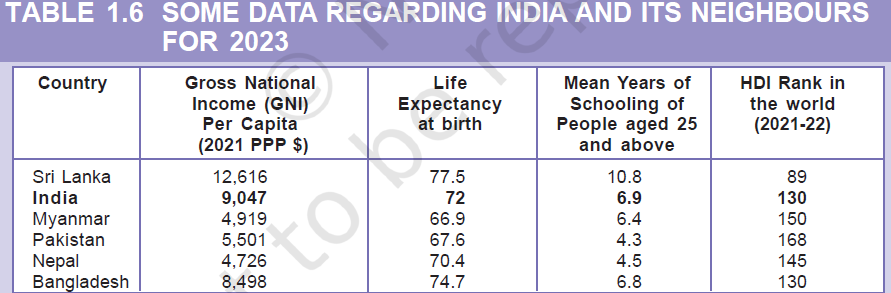 TABLE 1.6 SOME DATA REGARDING INDIA AND ITS NEIGHBOURS
FOR 2023
Country Gross National Life Mean Years of HDI Rank in
Income (GNI) Expectancy Schooling of the world
Per Capita at birth People aged 25 (2021-22)
(2021 PPP $) and above
Sri Lanka 12,616 77.5 10.8 89
India 9,047 72 6.9 130
Myanmar 4,919 66.9 6.4 150
Pakistan 5,501 67.6 4.3 168
Nepal 4,726 70.4 4.5 145
Bangladesh 8,498 74.7 6.8 130
©
to be